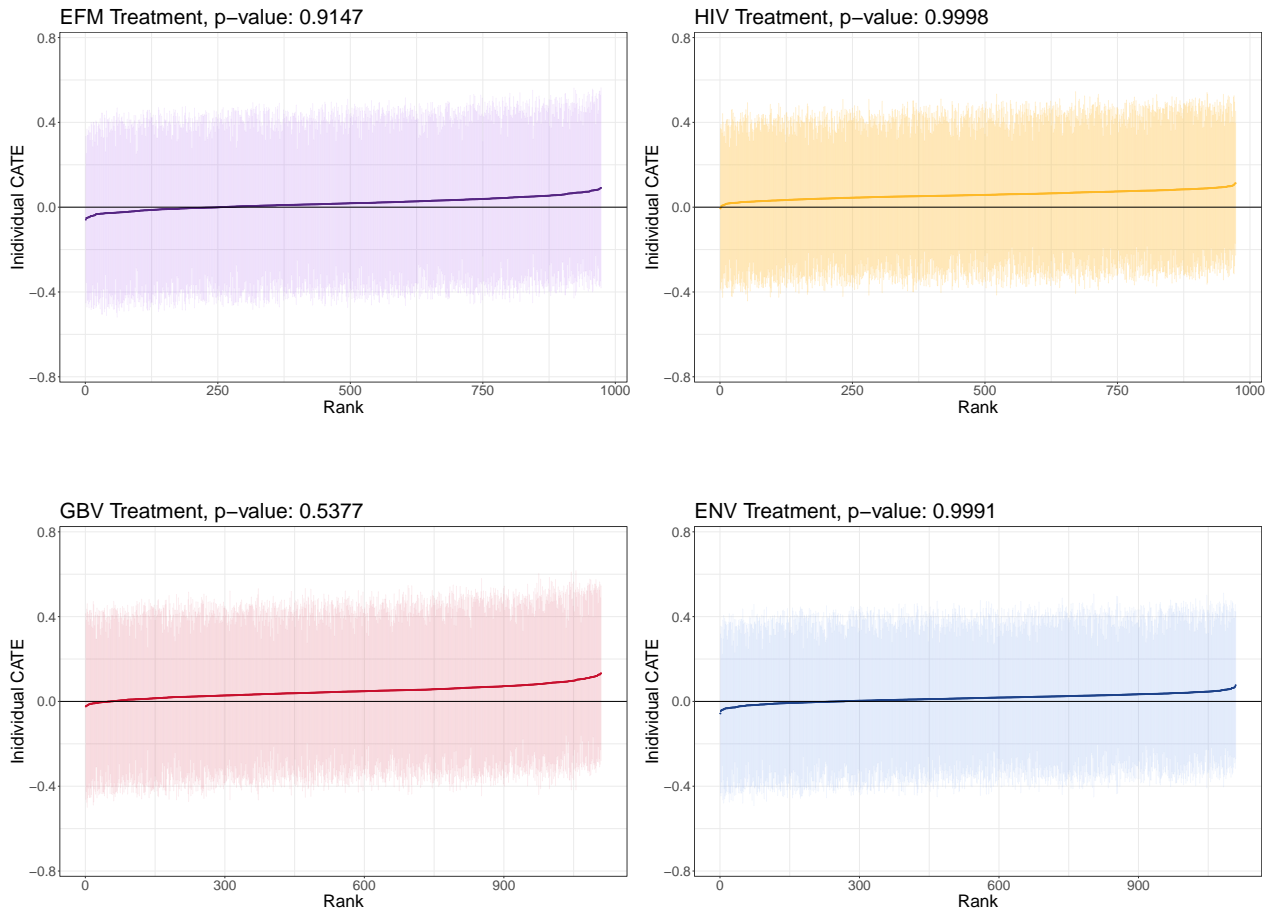 EFM Treatment, p−value: 0.9147
0.8
0.4
0.0
−0.4
−0.8
Inidividual CATE
0 250 500 750 1000
Rank
HIV Treatment, p−value: 0.9998
0.8
0.4
0.0
−0.4
−0.8
Inidividual CATE
0 250 500 750 1000
Rank
GBV Treatment, p−value: 0.5377
0.8
0.4
0.0
−0.4
−0.8
Inidividual CATE
0 300 600 900
Rank
ENV Treatment, p−value: 0.9991
0.8
0.4
0.0
−0.4
−0.8
Inidividual CATE
0 300 600 900
Rank